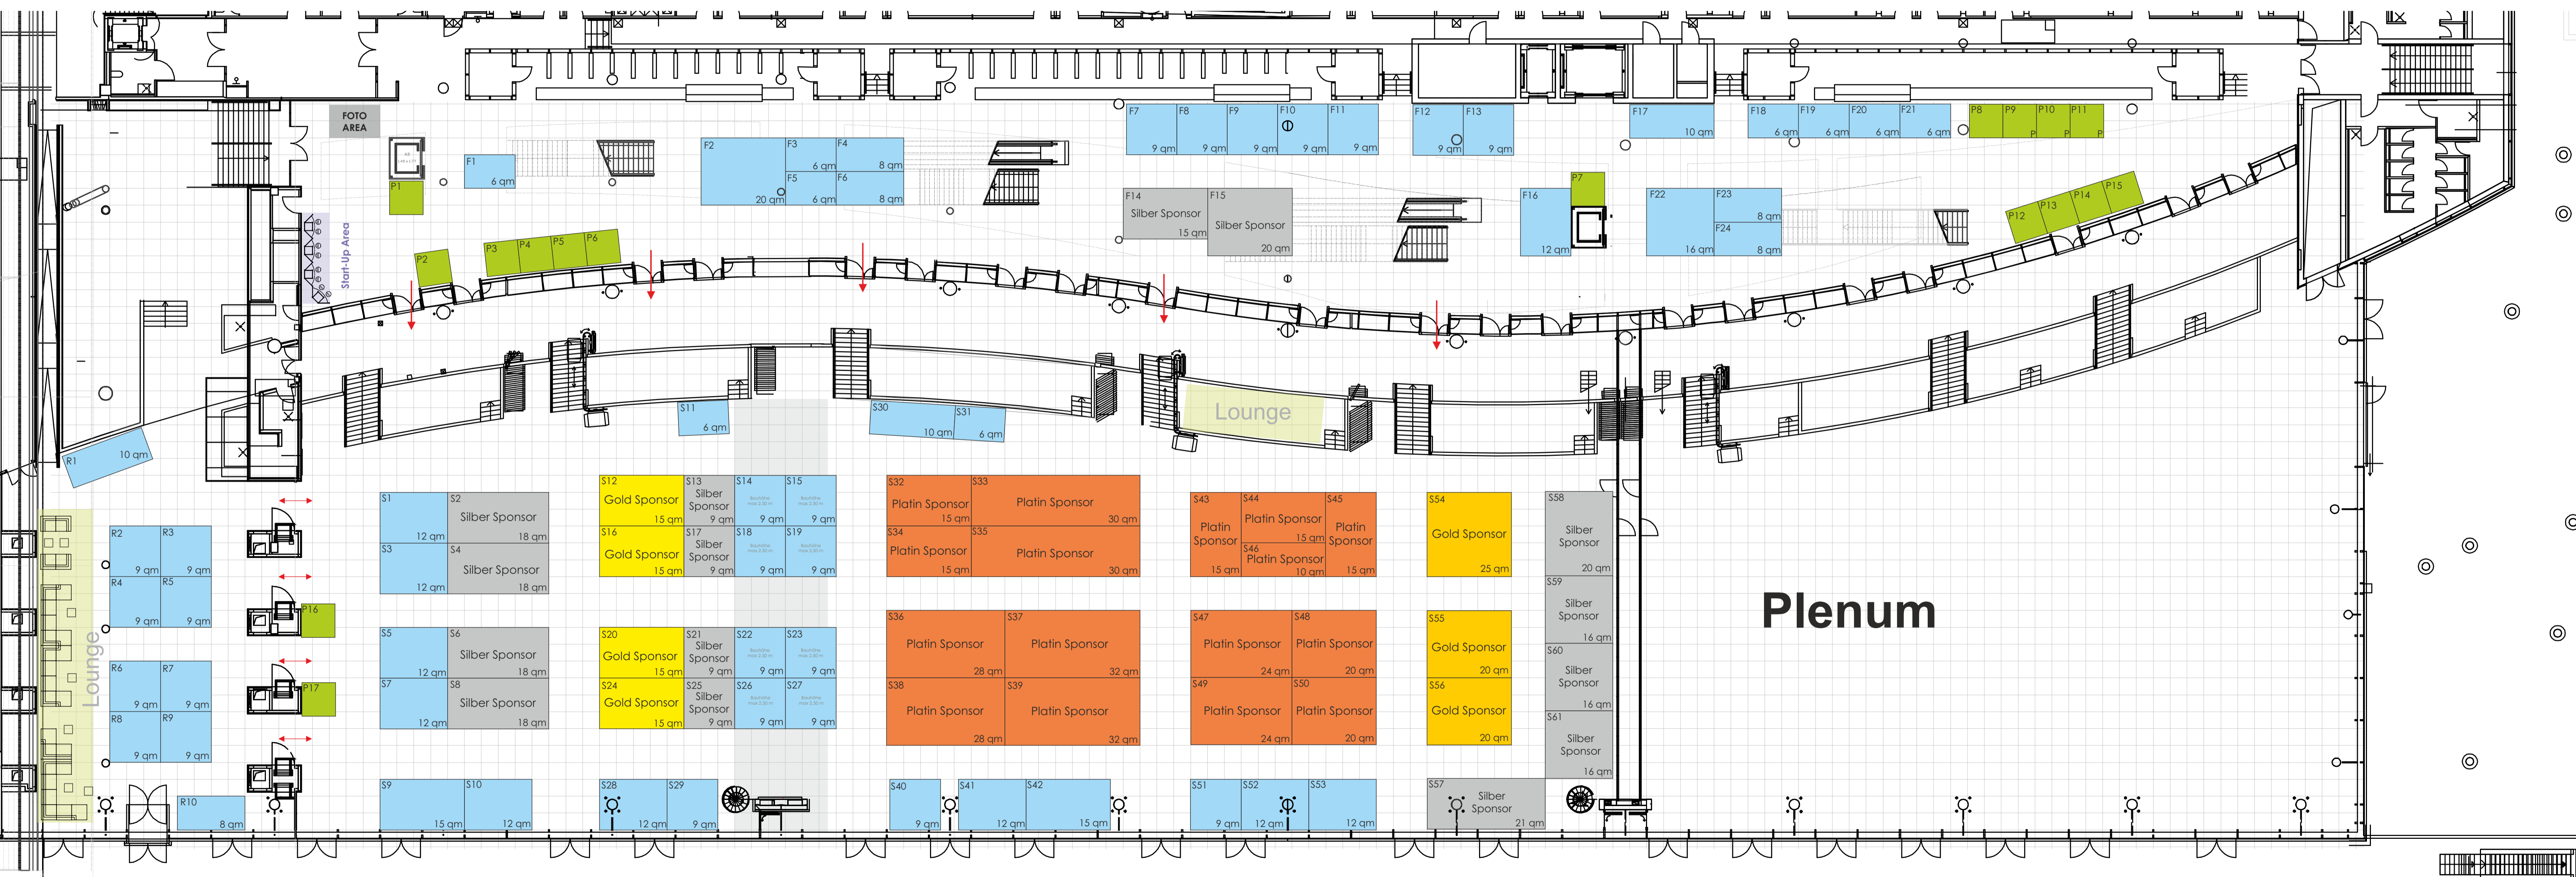 FOTO
AREA
P1
F1
6 qm
F2
20 qm
F3
6 qm
F4
8 qm
F5
6 qm
F6
8 qm
F7
9 qm
F8
9 qm
F9
9 qm
F10
9 qm
F11
9 qm
F12
9 qm
F13
9 qm
F17
10 qm
F18
6 qm
F19
6 qm
F20
6 qm
F21
6 qm
P8
P9
P
P10
P
P11
P
F14
Silber Sponsor
15 qm
F15
Silber Sponsor
20 qm
F16
12 qm
P7
F22
16 qm
F23
8 qm
F24
8 qm
P12
P13
P14
P15
Start-Up Area
P2
P3
P4
P5
P6
Lounge
S11
6 qm
S30
10 qm
S31
6 qm
R1
10 qm
R2
9 qm
R3
9 qm
R4
9 qm
R5
9 qm
R6
9 qm
R7
9 qm
R8
9 qm
R9
9 qm
R10
8 qm
Lounge
P16
P17
S1
12 qm
S2
Silber Sponsor
18 qm
S3
12 qm
S4
Silber Sponsor
18 qm
S5
12 qm
S6
Silber Sponsor
18 qm
S7
12 qm
S8
Silber Sponsor
18 qm
S9
15 qm
S10
12 qm
S12
Gold Sponsor
15 qm
S13
Silber
Sponsor
9 qm
S14
9 qm
S15
9 qm
S16
Gold Sponsor
15 qm
S17
Silber
Sponsor
9 qm
S18
9 qm
S19
9 qm
S20
Gold Sponsor
15 qm
S21
Silber
Sponsor
9 qm
S22
9 qm
S23
9 qm
S24
Gold Sponsor
15 qm
S25
Silber
Sponsor
9 qm
S26
9 qm
S27
9 qm
S28
12 qm
S29
9 qm
S32
Platin Sponsor
15 qm
S33
Platin Sponsor
30 qm
S34
Platin Sponsor
15 qm
S35
Platin Sponsor
30 qm
S36
Platin Sponsor
28 qm
S37
Platin Sponsor
32 qm
S38
Platin Sponsor
28 qm
S39
Platin Sponsor
32 qm
S40
9 qm
S41
12 qm
S42
15 qm
S43
Platin
Sponsor
15 qm
S44
Platin Sponsor
15 qm
S45
Platin
Sponsor
15 qm
S46
Platin Sponsor
10 qm
S47
Platin Sponsor
24 qm
S48
Platin Sponsor
20 qm
S49
Platin Sponsor
24 qm
S50
Platin Sponsor
20 qm
S51
9 qm
S52
12 qm
S53
12 qm
S54
Gold Sponsor
25 qm
S55
Gold Sponsor
20 qm
S56
Gold Sponsor
20 qm
S57
Silber
Sponsor
21 qm
S58
Silber
Sponsor
20 qm
S59
Silber
Sponsor
16 qm
S60
Silber
Sponsor
16 qm
S61
Silber
Sponsor
16 qm
Plenum